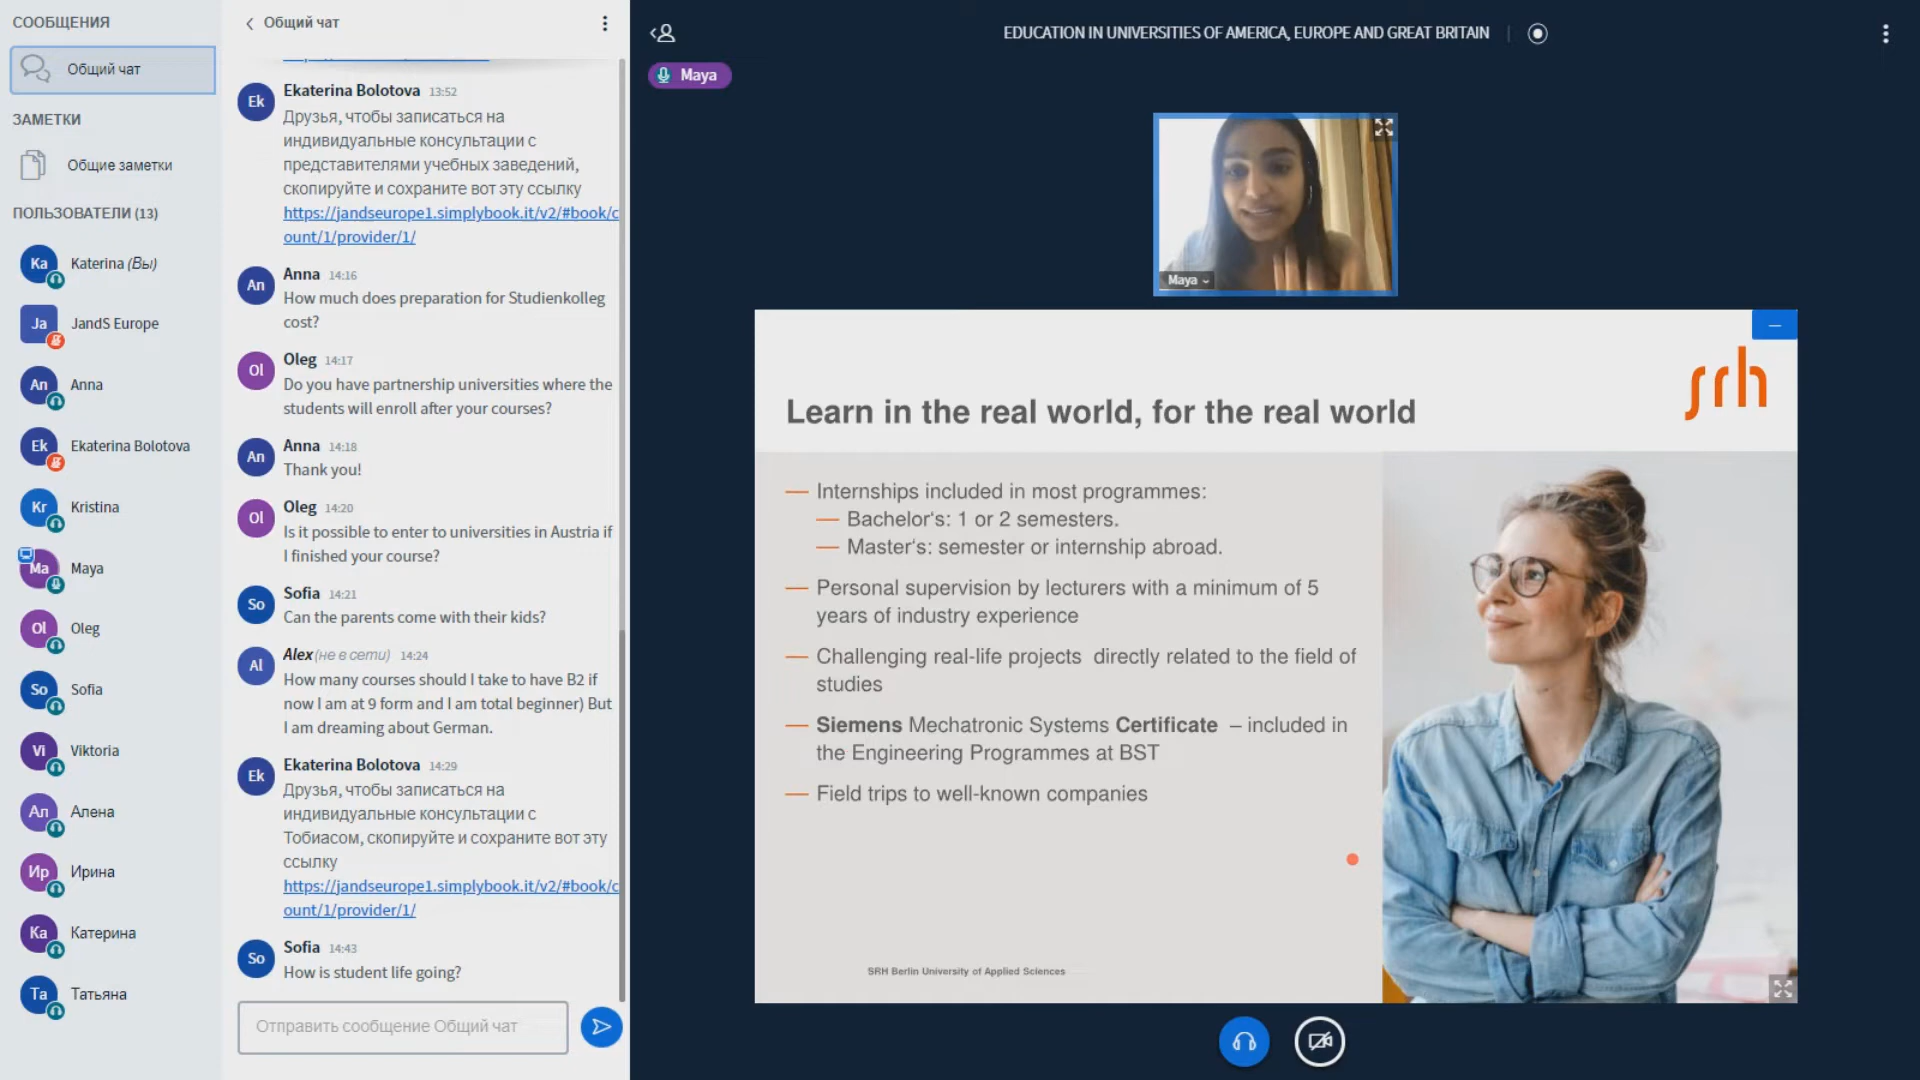 СООБЩЕНИЯ
Общий чат
ЗАМЕТКИ
Общие заметки
ПОЛЬЗОВАТЕЛИ (13)
Ka
Katerina (Вы)
Ja
JandS Europe
An
Anna
Ek
Ekaterina Bolotova
Kr
Kristina
Ma
Maya
Ol
Oleg
So
Sofia
Vi
Viktoria
Ал
Алена
Ир
Ирина
Ка
Катерина
Та
Татьяна
Общий чат
Ek
Ekaterina Bolotova 13:52
Друзья, чтобы записаться на
индивидуальные консультации с
представителями учебных заведений,
скопируйте и сохраните вот эту ссылку
https://jandseurope1.simplybook.it/v2/#book/c
ount/1/provider/1/
An
Anna 14:16
How much does preparation for Studienkolleg
cost?
Ol
Oleg 14:17
Do you have partnership universities where the
students will enroll after your courses?
An
Anna 14:18
Thank you!
Ol
Oleg 14:20
Is it possible to enter to universities in Austria if
I finished your course?
So
Sofia 14:21
Can the parents come with their kids?
Al
Alex (не в сети) 14:24
How many courses should I take to have B2 if
now I am at 9 form and I am total beginner) But
I am dreaming about German.
Ek
Ekaterina Bolotova 14:29
Друзья, чтобы записаться на
индивидуальные консультации с
Тобиасом, скопируйте и сохраните вот эту
ссылку
https://jandseurope1.simplybook.it/v2/#book/c
ount/1/provider/1/
So
Sofia 14:43
How is student life going?
Отправить сообщение Общий чат
EDUCATION IN UNIVERSITIES OF AMERICA, EUROPE AND GREAT BRITAIN
Maya
Maya
srh
Learn in the real world, for the real world
— Internships included in most programmes:
— Bachelor‘s: 1 or 2 semesters.
— Master‘s: semester or internship abroad.
— Personal supervision by lecturers with a minimum of 5
years of industry experience
— Challenging real-life projects directly related to the field of
studies
— Siemens Mechatronic Systems Certificate – included in
the Engineering Programmes at BST
— Field trips to well-known companies
SRH Berlin University of Applied Sciences